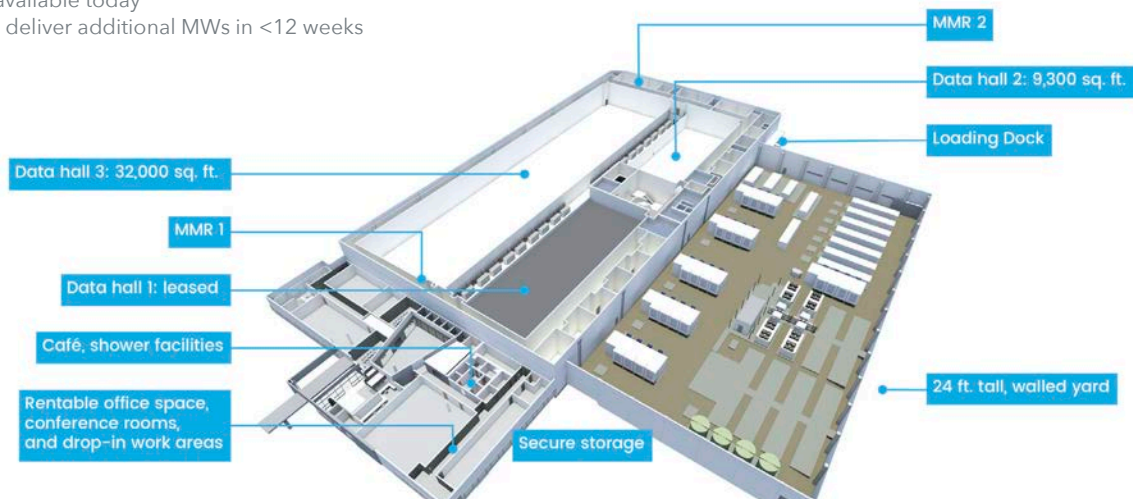 available today
deliver additional MWs in <12 weeks
MMR 2
Data hall 2: 9,300 sq. ft.
Loading Dock
Data hall 3: 32,000 sq. ft.
MMR 1
Data hall 1: leased
Café, shower facilities
Rentable office space,
conference rooms,
and drop-in work areas
24 ft. tall, walled yard
Secure storage